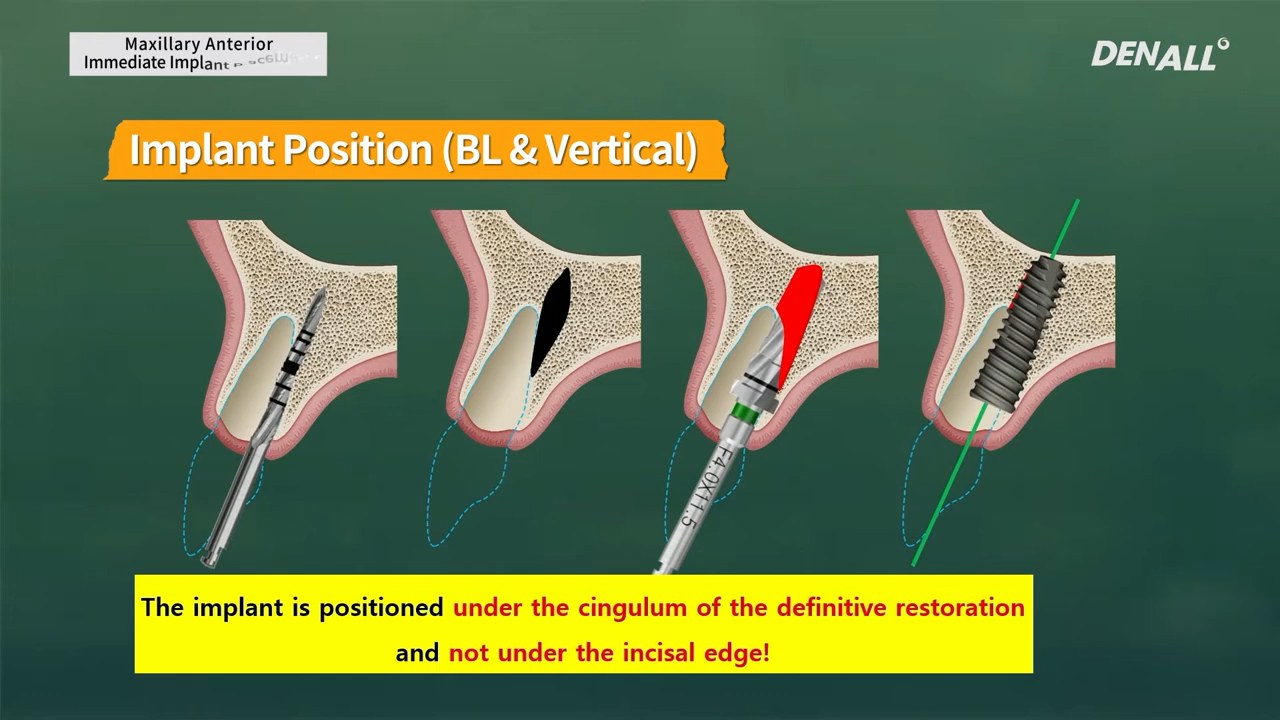 Maxillary Anterior
Immediate Implant
DENALL
Implant Position (BL & Vertical)
F4.0X11.5
The implant is positioned under the cingulum of the definitive restoration
and not under the incisal edge!